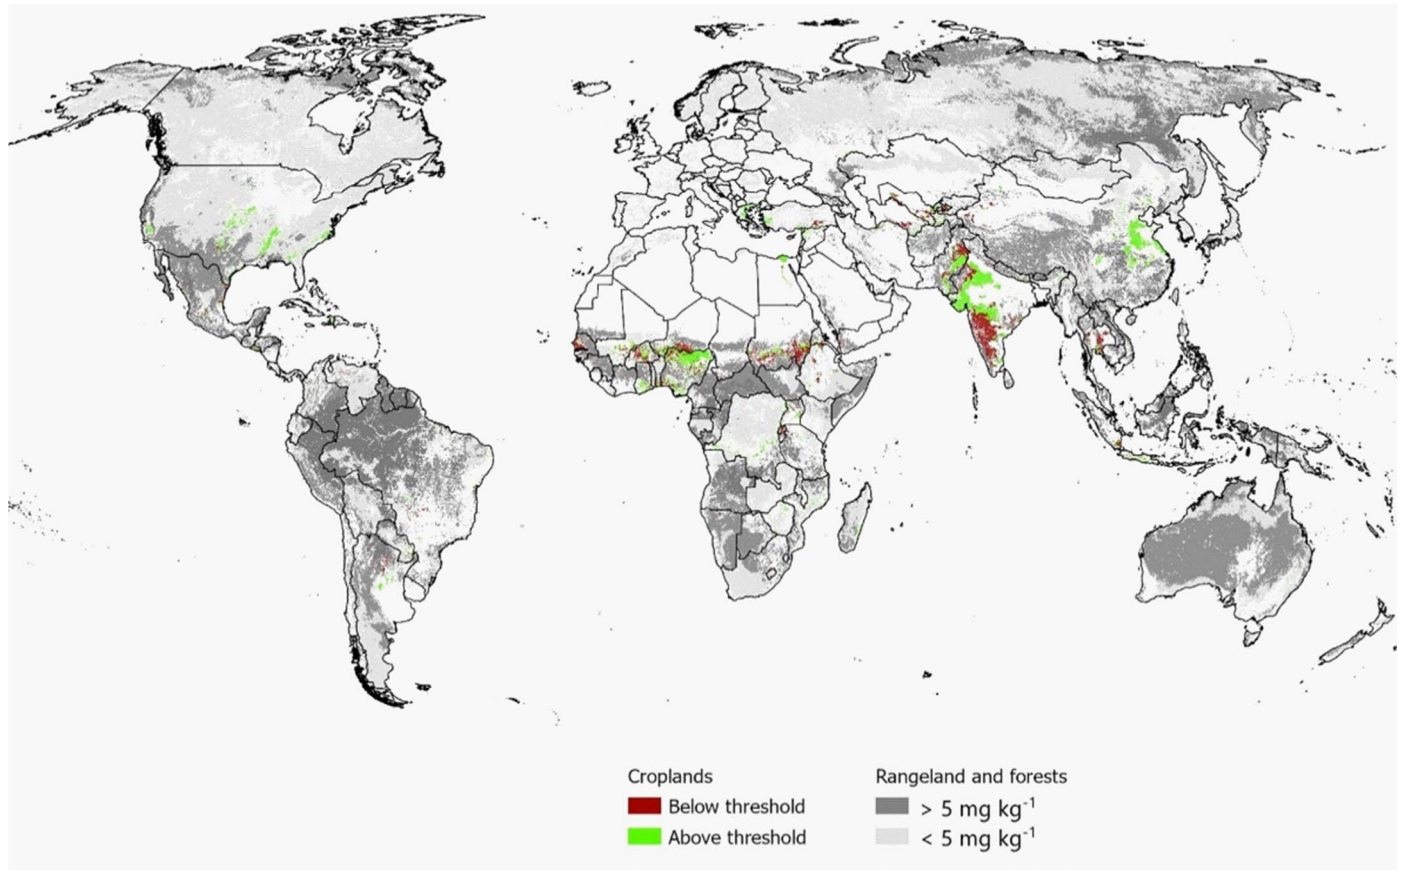 Croplands
Below threshold
Above threshold
Rangeland and forests
> 5 mg kg⁻¹
< 5 mg kg⁻¹